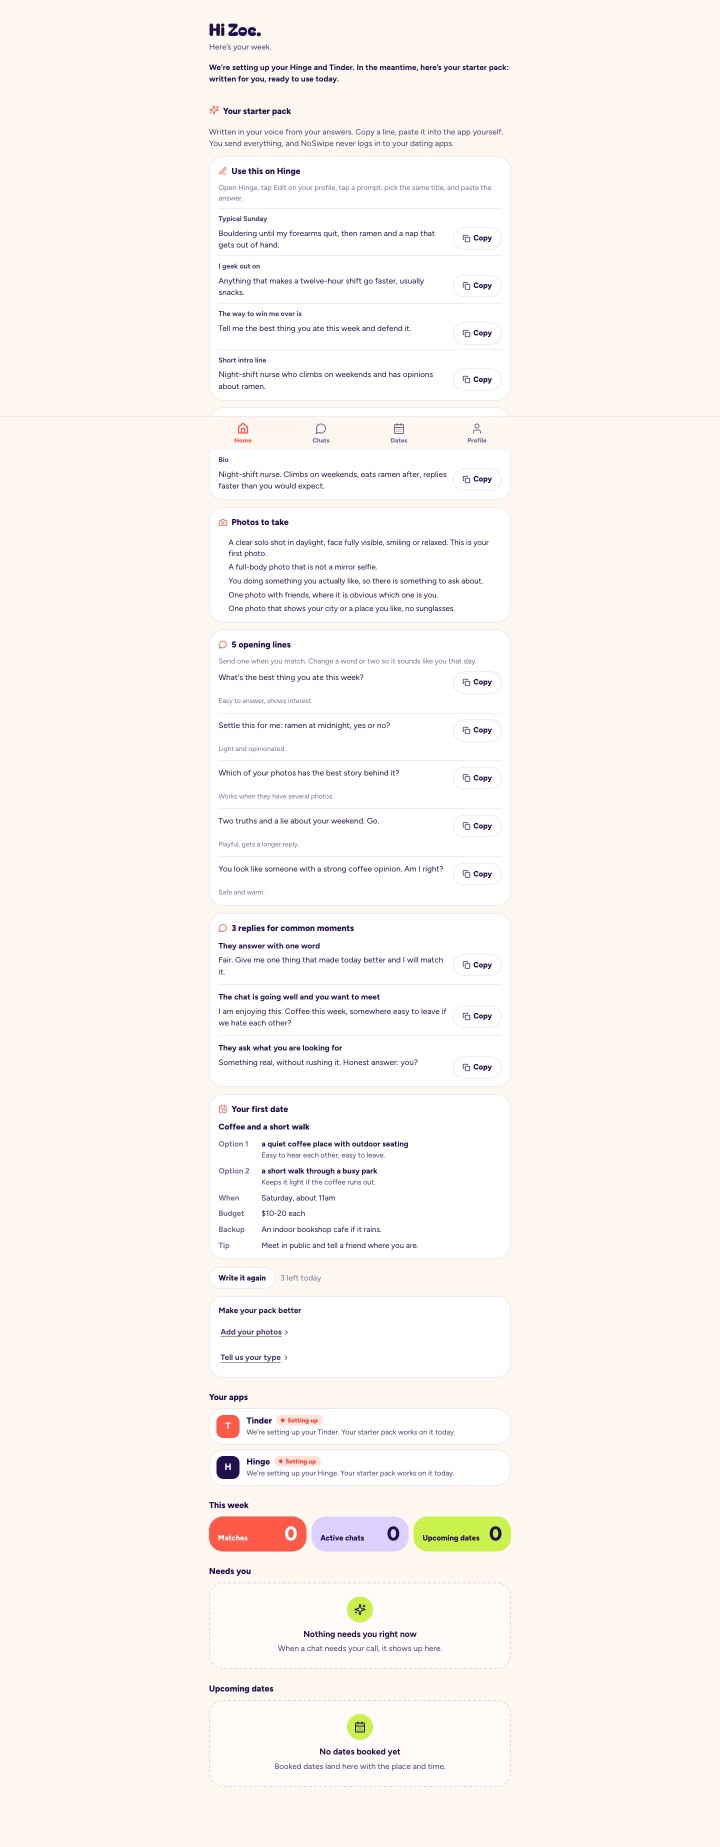 Hi Zoe.
Here's your week.
We're setting up your Hinge and Tinder. In the meantime, here's your starter pack:
written for you, ready to use today.
Your starter pack
Written in your voice from your answers. Copy a line, paste it into the app yourself.
You send everything, and NoSwipe never logs in to your dating apps.
Use this on Hinge
Open Hinge, tap Edit on your profile, tap a prompt, pick the same title, and paste the
answer.
Typical Sunday
Bouldering until my forearms quit, then ramen and a nap that
gets out of hand.
Copy
I geek out on
Anything that makes a twelve-hour shift go faster, usually
snacks.
Copy
The way to win me over is
Tell me the best thing you ate this week and defend it.
Copy
Short intro line
Night-shift nurse who climbs on weekends and has opinions
about ramen.
Copy
Home
Chats
Dates
Profile
Bio
Night-shift nurse. Climbs on weekends, eats ramen after, replies
faster than you would expect.
Copy
Photos to take
A clear solo shot in daylight, face fully visible, smiling or relaxed. This is your
first photo.
A full-body photo that is not a mirror selfie.
You doing something you actually like, so there is something to ask about.
One photo with friends, where it is obvious which one is you.
One photo that shows your city or a place you like, no sunglasses.
5 opening lines
Send one when you match. Change a word or two so it sounds like you that day.
What's the best thing you ate this week?
Copy
Easy to answer, shows interest.
Settle this for me: ramen at midnight, yes or no?
Copy
Light and opinionated.
Which of your photos has the best story behind it?
Copy
Works when they have several photos.
Two truths and a lie about your weekend. Go.
Copy
Playful, gets a longer reply.
You look like someone with a strong coffee opinion. Am I right?
Copy
Safe and warm.
3 replies for common moments
They answer with one word
Fair. Give me one thing that made today better and I will match
it.
Copy
The chat is going well and you want to meet
I am enjoying this. Coffee this week, somewhere easy to leave if
we hate each other?
Copy
They ask what you are looking for
Something real, without rushing it. Honest answer: you?
Copy
Your first date
Coffee and a short walk
Option 1 a quiet coffee place with outdoor seating
Easy to hear each other, easy to leave.
Option 2 a short walk through a busy park
Keeps it light if the coffee runs out.
When Saturday, about 11am
Budget $10-20 each
Backup An indoor bookshop cafe if it rains.
Tip Meet in public and tell a friend where you are.
Write it again 3 left today
Make your pack better
Add your photos
Tell us your type
Your apps
T
Tinder Setting up
We're setting up your Tinder. Your starter pack works on it today.
H
Hinge Setting up
We're setting up your Hinge. Your starter pack works on it today.
This week
Matches 0
Active chats 0
Upcoming dates 0
Needs you
Nothing needs you right now
When a chat needs your call, it shows up here.
Upcoming dates
No dates booked yet
Booked dates land here with the place and time.